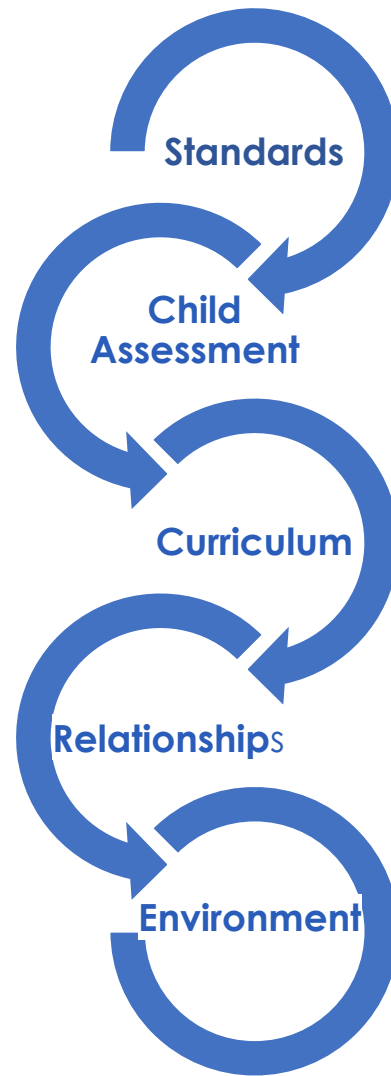 Standards
Child
Assessment
Curriculum
Relationships
Environment